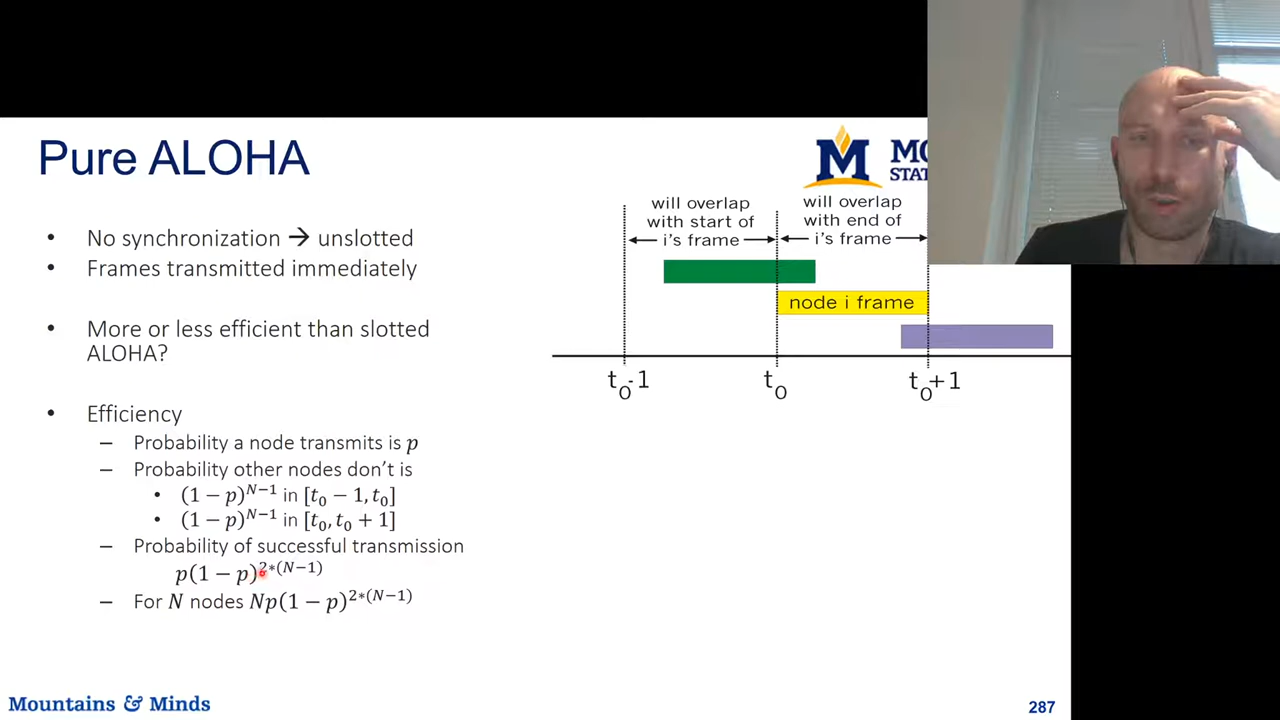 Pure ALOHA
• No synchronization → unslotted
• Frames transmitted immediately
• More or less efficient than slotted
ALOHA?
• Efficiency
– Probability a node transmits is p
– Probability other nodes don't is
• (1 − p)^{N−1} in [t₀ − 1, t₀]
• (1 − p)^{N−1} in [t₀, t₀ + 1]
– Probability of successful transmission
p(1 − p)^{2*(N−1)}
– For N nodes Np(1 − p)^{2*(N−1)}
M
will overlap
with start of
i's frame
will overlap
with end of
i's frame
node i frame
t₀-1
t₀
t₀+1
Mountains & Minds
287